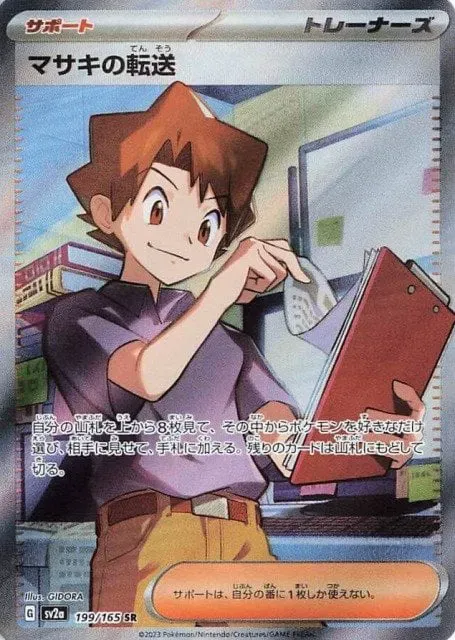 サポート
トレーナーズ
てん そう
マサキの転送
じぶん やまふだ うえ まいみ なか す
自分の山札を上から8枚見て、その中からポケモンを好きなだけ
えら あいて み てふだ くわ のこ やまふだ
選び、相手に見せて、手札に加える。残りのカードは山札にもどして
き
切る。
Illus. GIDORA
G sv2a 199/165 SR
じぶん ばん まい つか
サポートは、自分の番に1枚しか使えない。
©2023 Pokémon/Nintendo/Creatures/GAME FREAK.